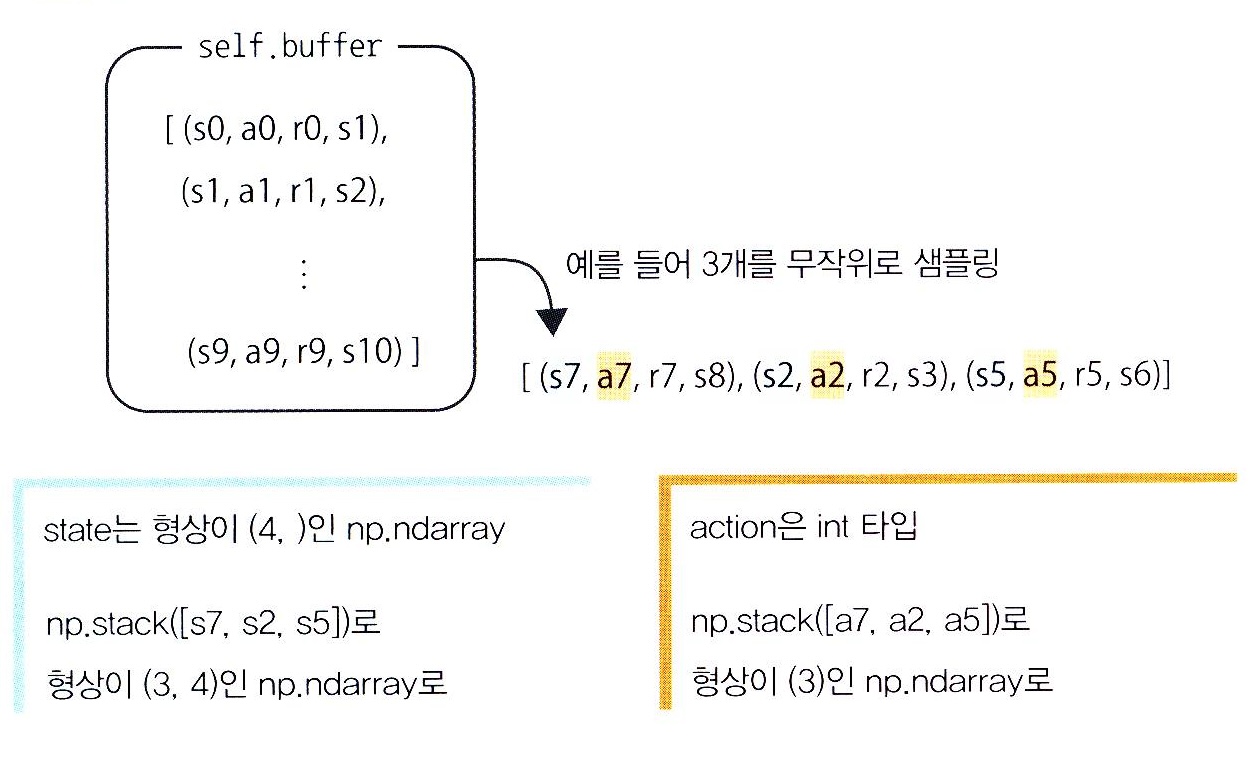 self.buffer
[ (s0, a0, r0, s1),
(s1, a1, r1, s2),
⋮
(s9, a9, r9, s10) ]
예를 들어 3개를 무작위로 샘플링
[ (s7, a7, r7, s8), (s2, a2, r2, s3), (s5, a5, r5, s6)]
state는 형상이 (4, )인 np.ndarray
np.stack([s7, s2, s5])로
형상이 (3, 4)인 np.ndarray로
action은 int 타입
np.stack([a7, a2, a5])로
형상이 (3)인 np.ndarray로